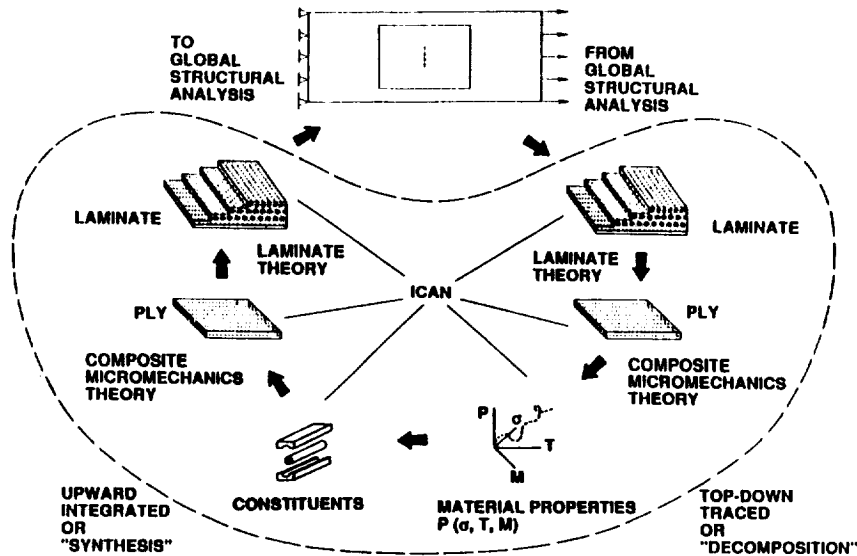 TO
GLOBAL
STRUCTURAL
ANALYSIS
FROM
GLOBAL
STRUCTURAL
ANALYSIS
LAMINATE
LAMINATE
THEORY
PLY
COMPOSITE
MICROMECHANICS
THEORY
ICAN
LAMINATE
LAMINATE
THEORY
PLY
COMPOSITE
MICROMECHANICS
THEORY
CONSTITUENTS
P
σ
T
M
MATERIAL PROPERTIES
P (σ, T, M)
UPWARD
INTEGRATED
OR
"SYNTHESIS"
TOP-DOWN
TRACED
OR
"DECOMPOSITION"